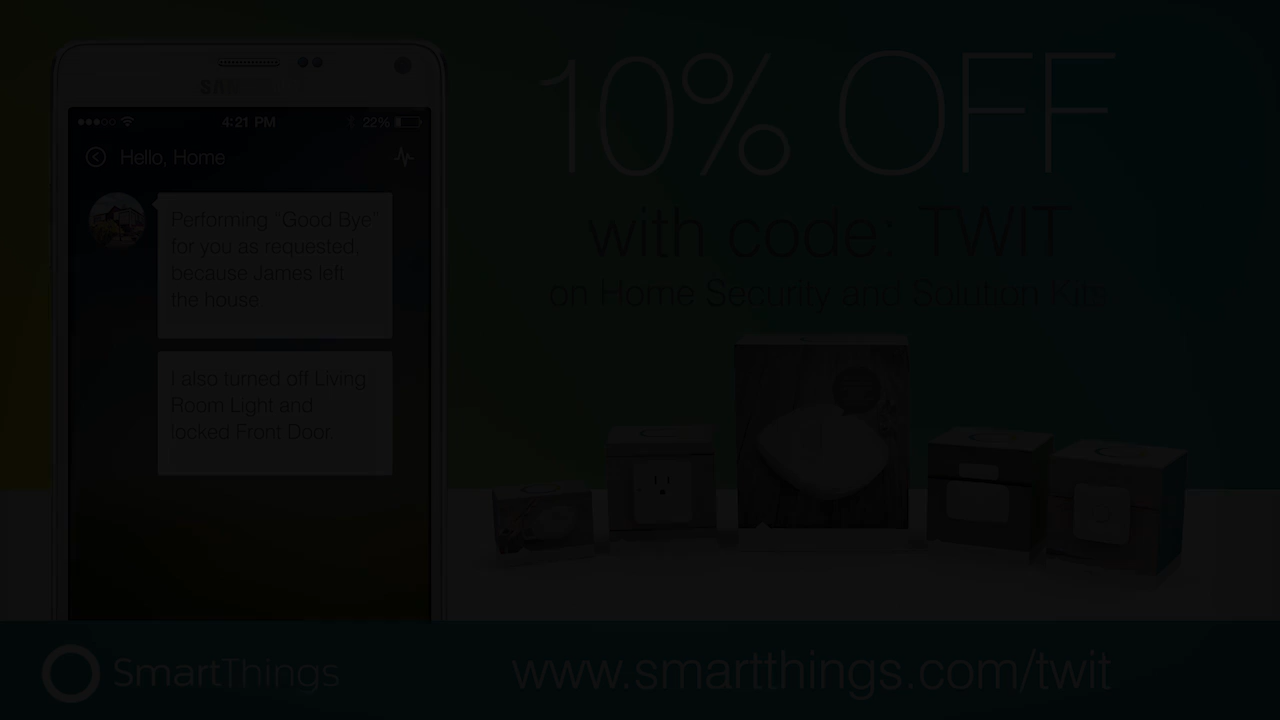 SAMSUNG
4:21 PM
22%
Hello, Home
Performing "Good Bye"
for you as requested,
because James left
the house.
I also turned off Living
Room Light and
locked Front Door.
10% OFF
with code: TWIT
on Home Security and Solution Kits
SmartThings
www.smartthings.com/twit